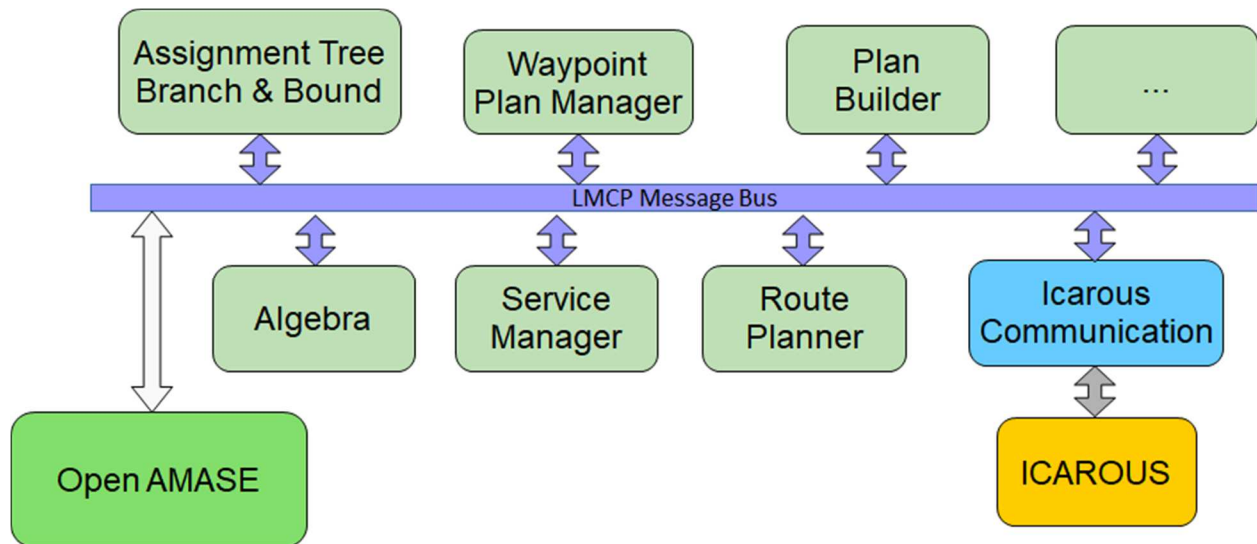 Assignment Tree
Branch & Bound
Waypoint
Plan Manager
Plan
Builder
...
LMCP Message Bus
Algebra
Service
Manager
Route
Planner
Icarous
Communication
Open AMASE
ICAROUS